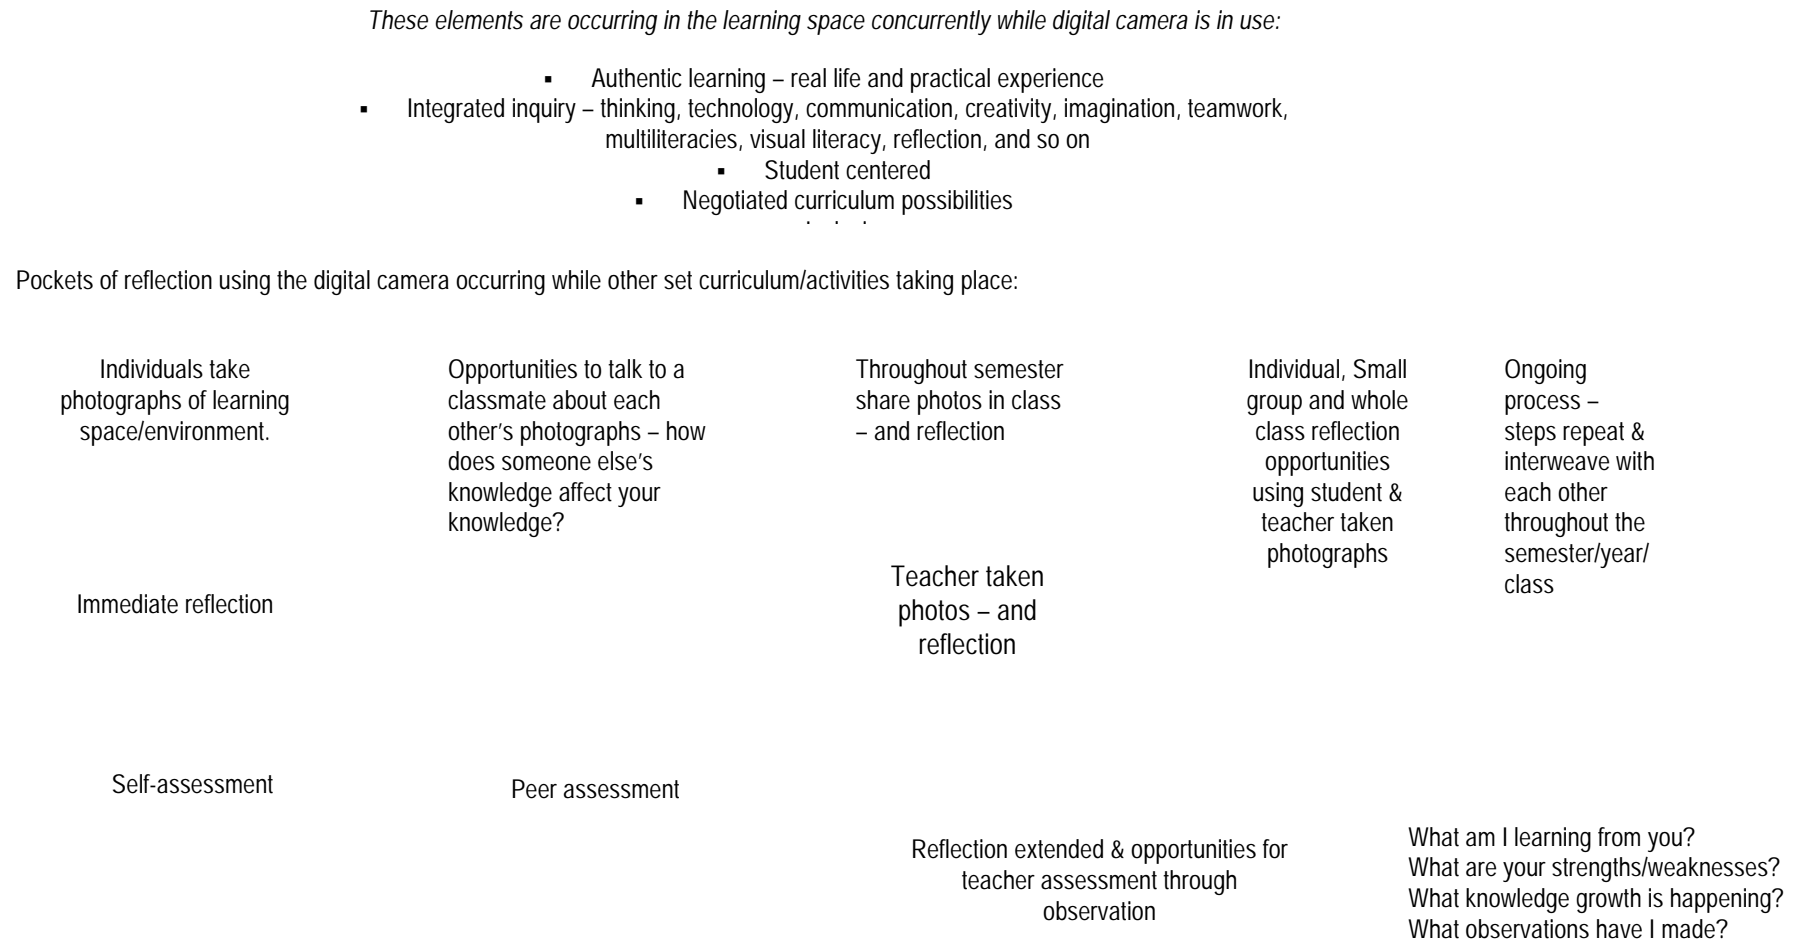 These elements are occurring in the learning space concurrently while digital camera is in use:
▪ Authentic learning – real life and practical experience
▪ Integrated inquiry – thinking, technology, communication, creativity, imagination, teamwork,
multiliteracies, visual literacy, reflection, and so on
▪ Student centered
▪ Negotiated curriculum possibilities
Pockets of reflection using the digital camera occurring while other set curriculum/activities taking place:
Individuals take
photographs of learning
space/environment.
Immediate reflection
Self-assessment
Opportunities to talk to a
classmate about each
other's photographs – how
does someone else's
knowledge affect your
knowledge?
Peer assessment
Throughout semester
share photos in class
– and reflection
Teacher taken
photos – and
reflection
Reflection extended & opportunities for
teacher assessment through
observation
Individual, Small
group and whole
class reflection
opportunities
using student &
teacher taken
photographs
Ongoing
process –
steps repeat &
interweave with
each other
throughout the
semester/year/
class
What am I learning from you?
What are your strengths/weaknesses?
What knowledge growth is happening?
What observations have I made?